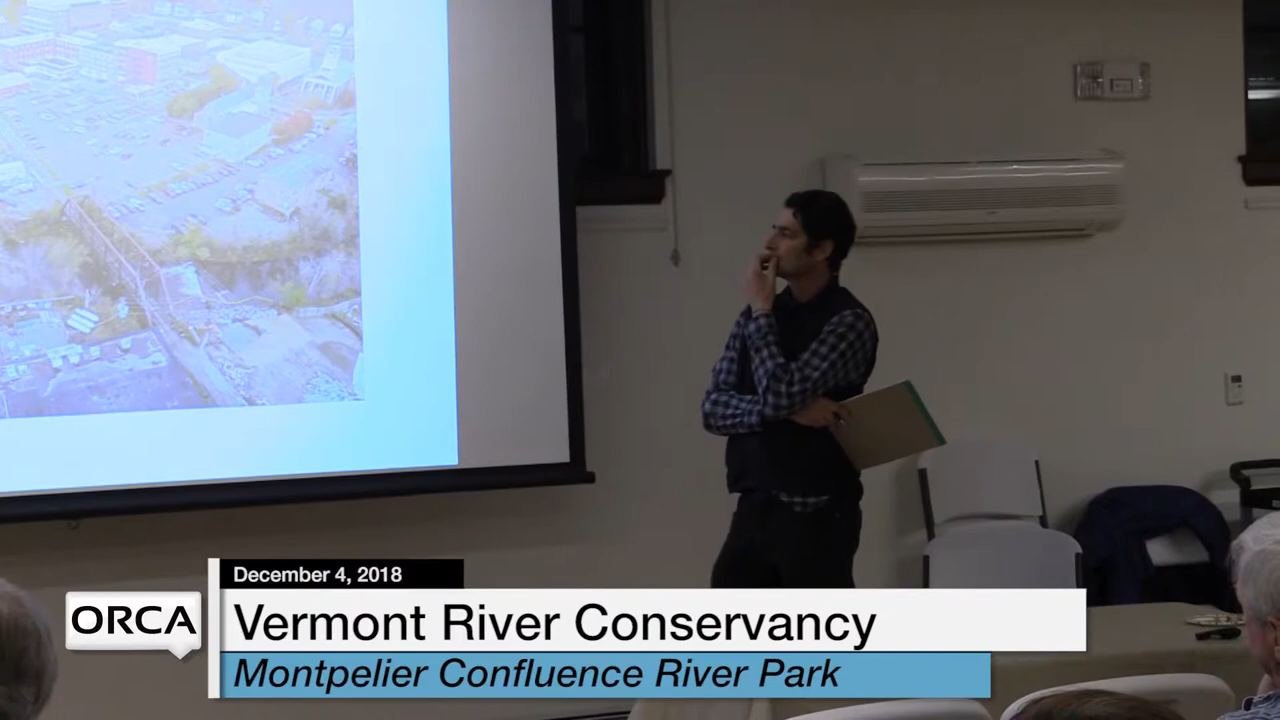 December 4, 2018
ORCA
Vermont River Conservancy
Montpelier Confluence River Park